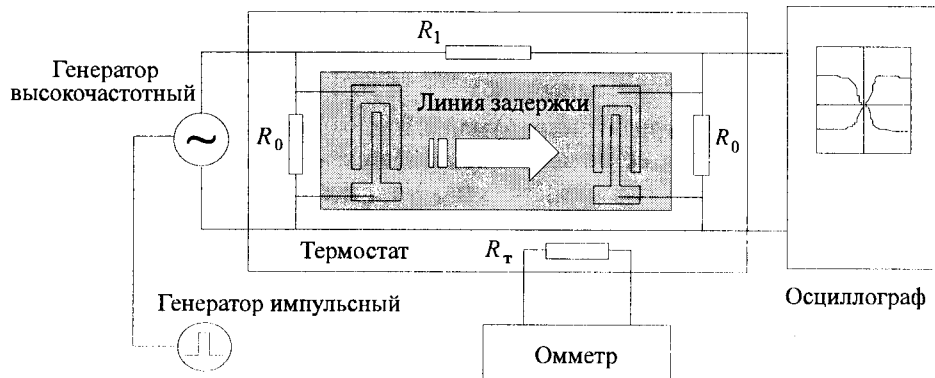 R₁
Генератор
высокочастотный
Линия задержки
~
R₀
R₀
Термостат
Rт
Генератор импульсный
Осциллограф
Омметр